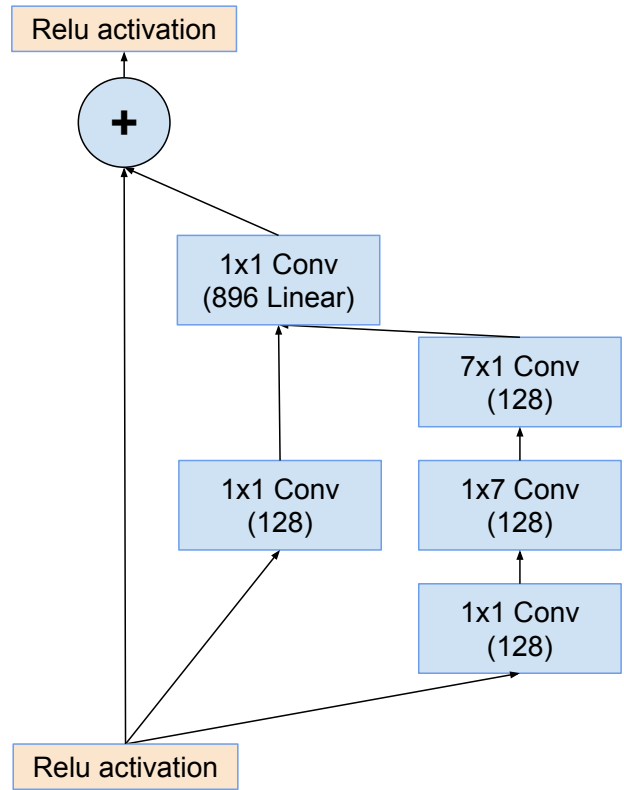 Relu activation
+
1x1 Conv
(896 Linear)
7x1 Conv
(128)
1x1 Conv
(128)
1x7 Conv
(128)
1x1 Conv
(128)
Relu activation